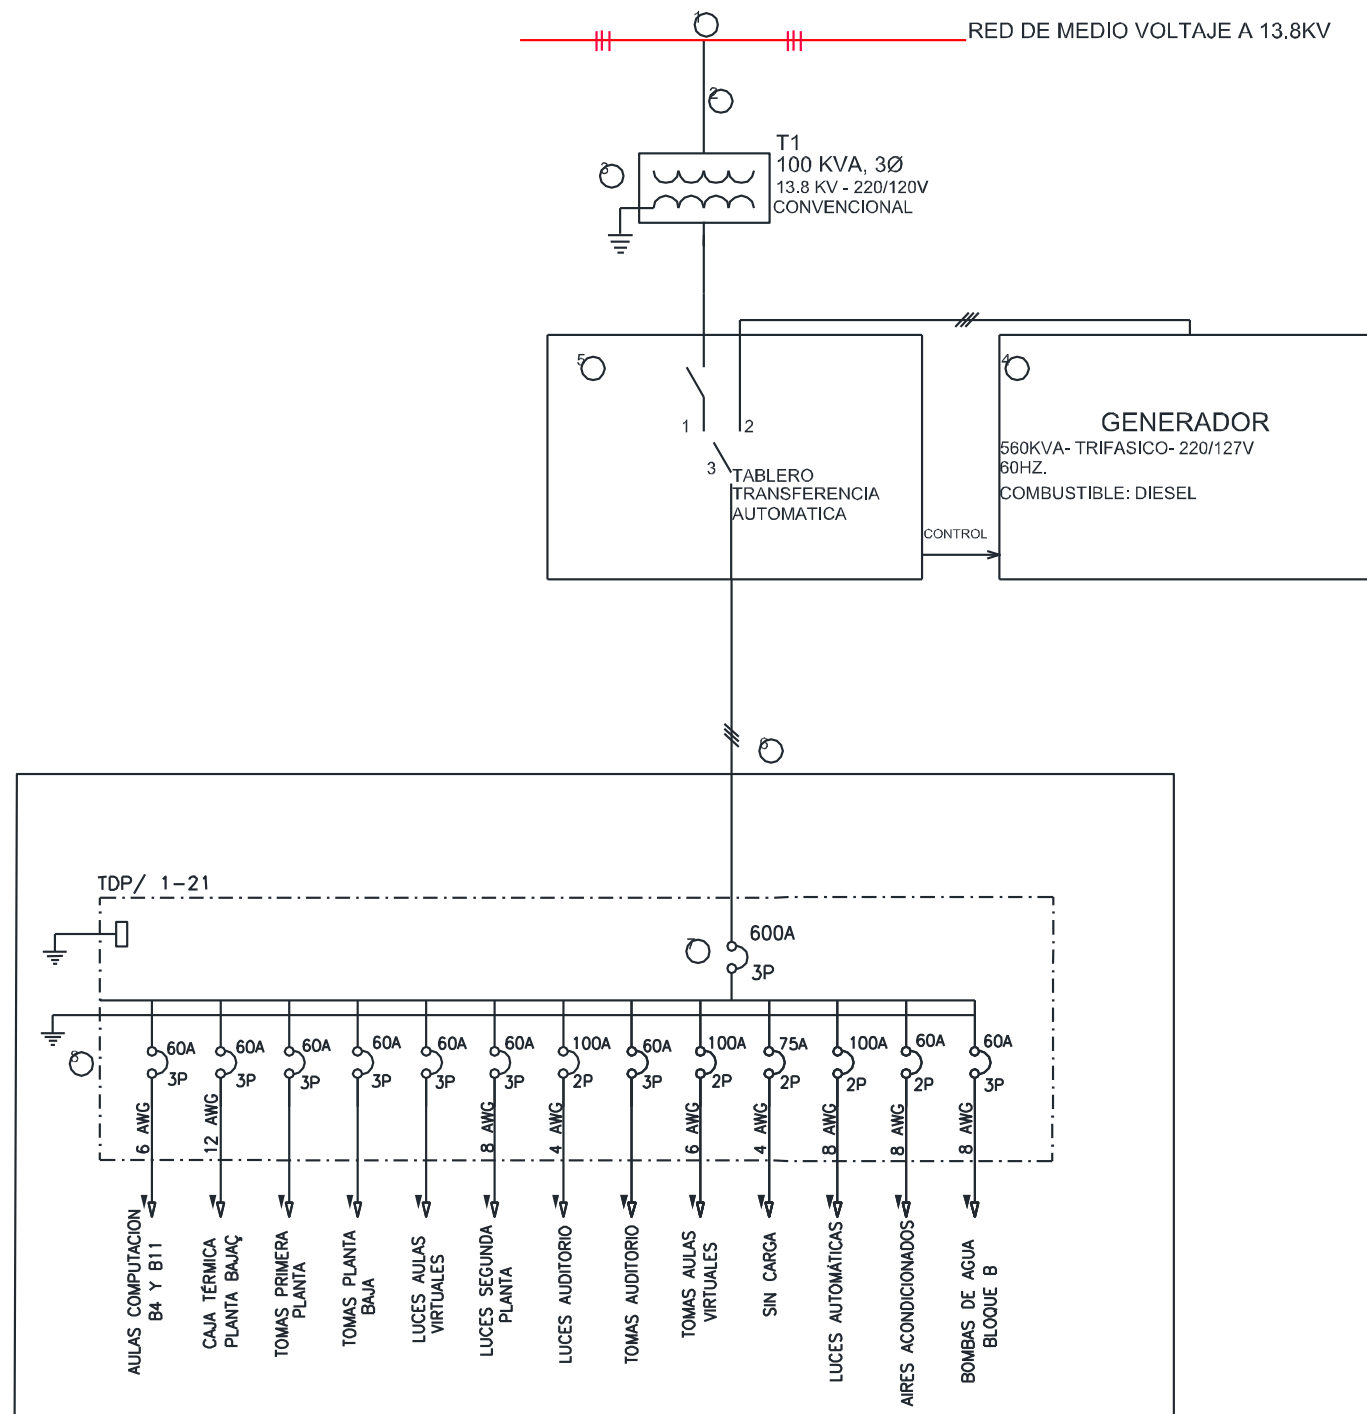 1
RED DE MEDIO VOLTAJE A 13.8KV
2
3
T1
100 KVA, 3Ø
13.8 KV - 220/120V
CONVENCIONAL
5
4
1
2
3
TABLERO
TRANSFERENCIA
AUTOMATICA
GENERADOR
560KVA- TRIFASICO- 220/127V
60HZ.
COMBUSTIBLE: DIESEL
CONTROL
6
TDP/ 1-21
7
600A
3P
8
60A
3P
6 AWG
60A
3P
12 AWG
60A
3P
60A
3P
60A
3P
60A
3P
8 AWG
100A
2P
4 AWG
60A
3P
100A
2P
6 AWG
75A
2P
4 AWG
100A
2P
8 AWG
60A
2P
8 AWG
60A
3P
8 AWG
AULAS COMPUTACION
B4 Y B11
CAJA TÉRMICA
PLANTA BAJAÇ
TOMAS PRIMERA
PLANTA
TOMAS PLANTA
BAJA
LUCES AULAS
VIRTUALES
LUCES SEGUNDA
PLANTA
LUCES AUDITORIO
TOMAS AUDITORIO
TOMAS AULAS
VIRTUALES
SIN CARGA
LUCES AUTOMÁTICAS
AIRES ACONDICIONADOS
BOMBAS DE AGUA
BLOQUE B